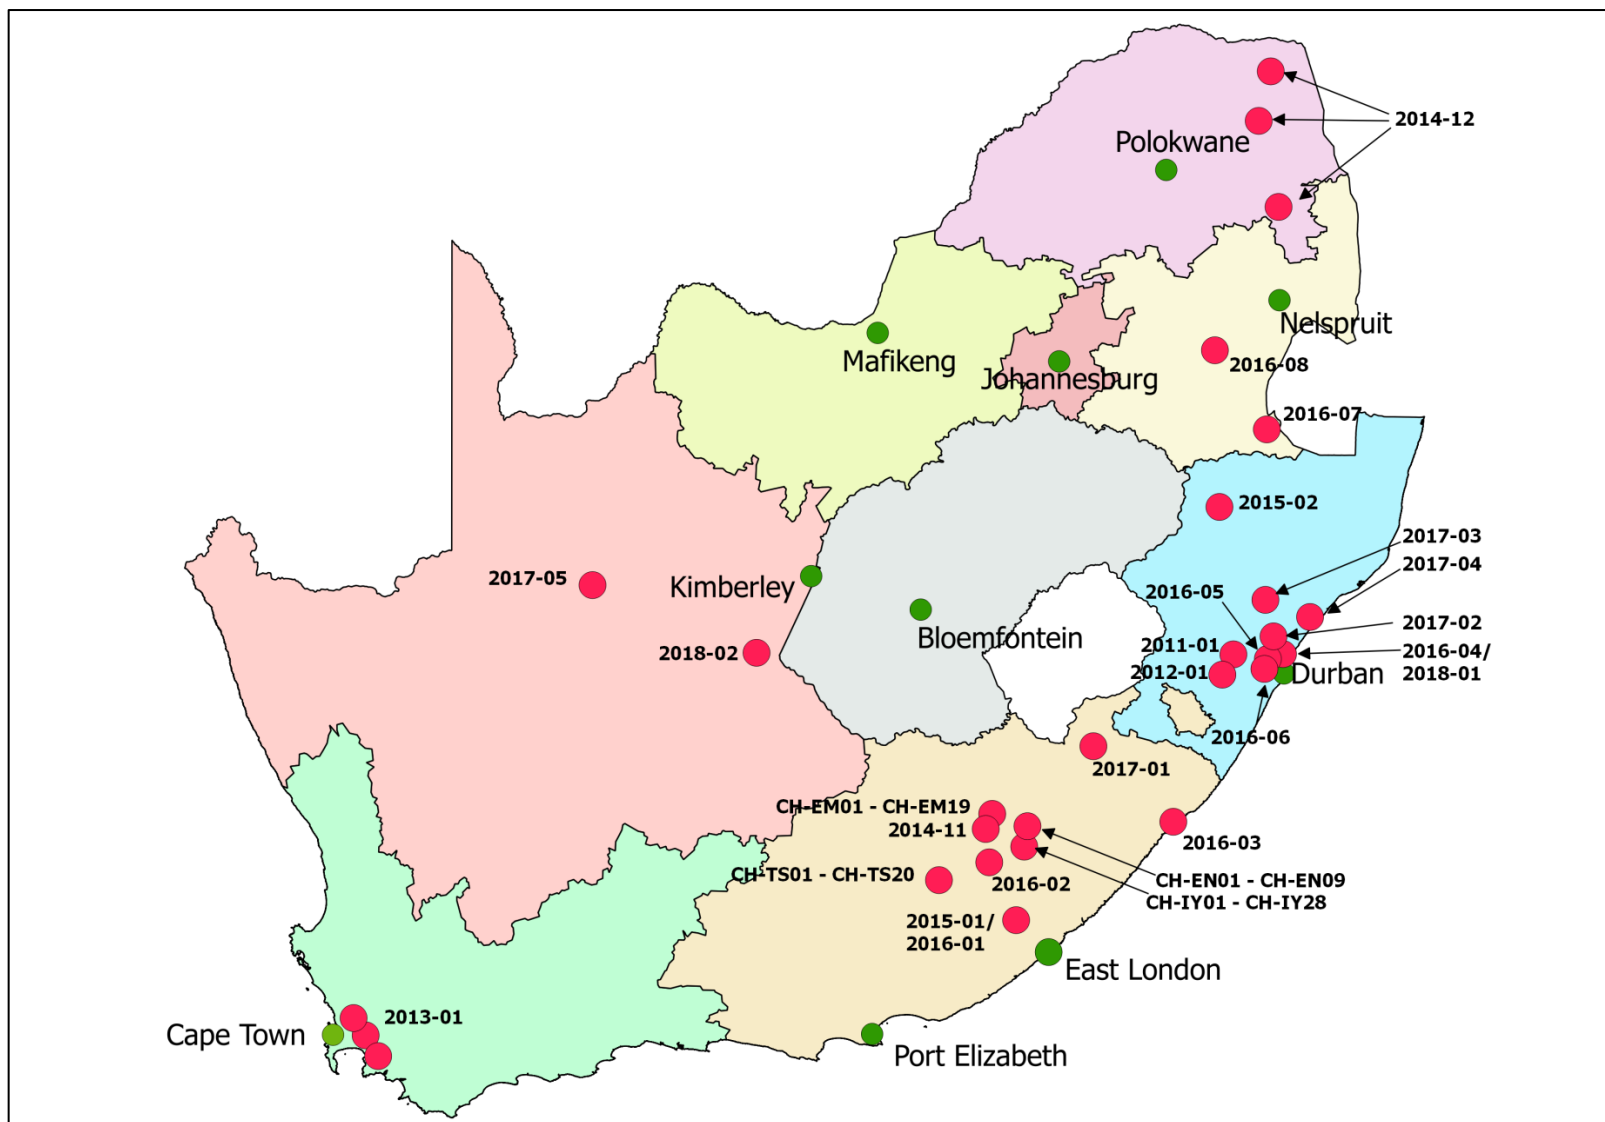 2014-12
Polokwane
Nelspruit
Mafikeng
Johannesburg
2016-08
2016-07
2015-02
2017-03
2017-04
2017-05
Kimberley
2016-05
Bloemfontein
2017-02
2011-01
2018-02
2016-04/
2018-01
2012-01
Durban
2016-06
2017-01
CH-EM01 - CH-EM19
2014-11
2016-03
CH-TS01 - CH-TS20
2016-02
CH-EN01 - CH-EN09
CH-IY01 - CH-IY28
2015-01/
2016-01
East London
2013-01
Cape Town
Port Elizabeth